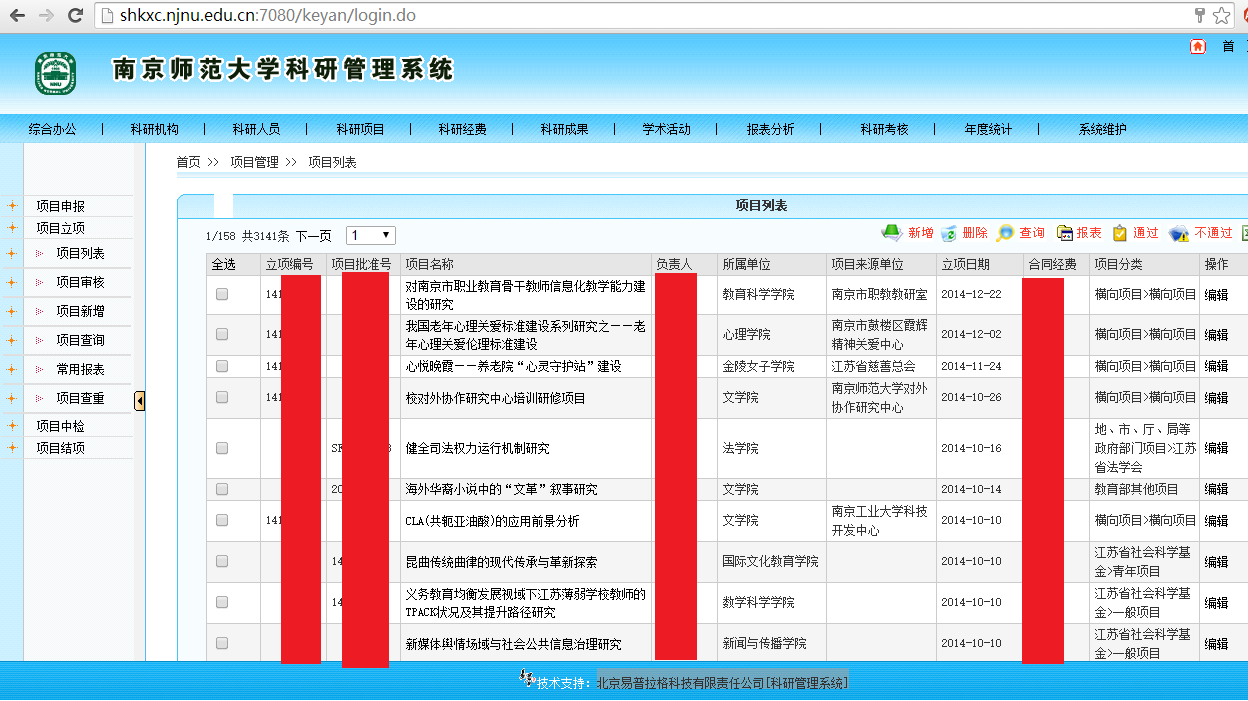 shkxc.njnu.edu.cn:7080/keyan/login.do
首
南京师范大学科研管理系统
综合办公 | 科研机构 | 科研人员 | 科研项目 | 科研经费 | 科研成果 | 学术活动 | 报表分析 | 科研考核 | 年度统计 | 系统维护
首页 >> 项目管理 >> 项目列表
项目申报
项目立项
项目列表
项目审核
项目新增
项目查询
常用报表
项目查重
项目中检
项目结项
项目列表
1/158 共3141条 下一页 1 新增 删除 查询 报表 通过 不通过
全选 立项编号 项目批准号 项目名称 负责人 所属单位 项目来源单位 立项日期 合同经费 项目分类 操作
141 对南京市职业教育骨干教师信息化教学能力建设的研究 教育科学学院 南京市职教教研室 2014-12-22 横向项目>横向项目 编辑
141 我国老年心理关爱标准建设系列研究之一—老年心理关爱伦理标准建设 心理学院 南京市鼓楼区霞辉精神关爱中心 2014-12-02 横向项目>横向项目 编辑
141 心悦晚霞——养老院“心灵守护站”建设 金陵女子学院 江苏省慈善总会 2014-11-24 横向项目>横向项目 编辑
141 校对外协作研究中心培训研修项目 文学院 南京师范大学对外协作研究中心 2014-10-26 横向项目>横向项目 编辑
健全司法权力运行机制研究 法学院 2014-10-16 地、市、厅、局等政府部门项目>江苏省法学会 编辑
20 海外华裔小说中的“文革”叙事研究 文学院 2014-10-14 教育部其他项目 编辑
141 CLA(共轭亚油酸)的应用前景分析 文学院 南京工业大学科技开发中心 2014-10-10 横向项目>横向项目 编辑
14 昆曲传统曲律的现代传承与革新探索 国际文化教育学院 2014-10-10 江苏省社会科学基金>青年项目 编辑
14 义务教育均衡发展视域下江苏薄弱学校教师的TPACK状况及其提升路径研究 教学科学学院 2014-10-10 江苏省社会科学基金>一般项目 编辑
新媒体舆情场域与社会公共信息治理研究 新闻与传播学院 2014-10-10 江苏省社会科学基金>一般项目 编辑
技术支持：北京易普拉格科技有限责任公司[科研管理系统]